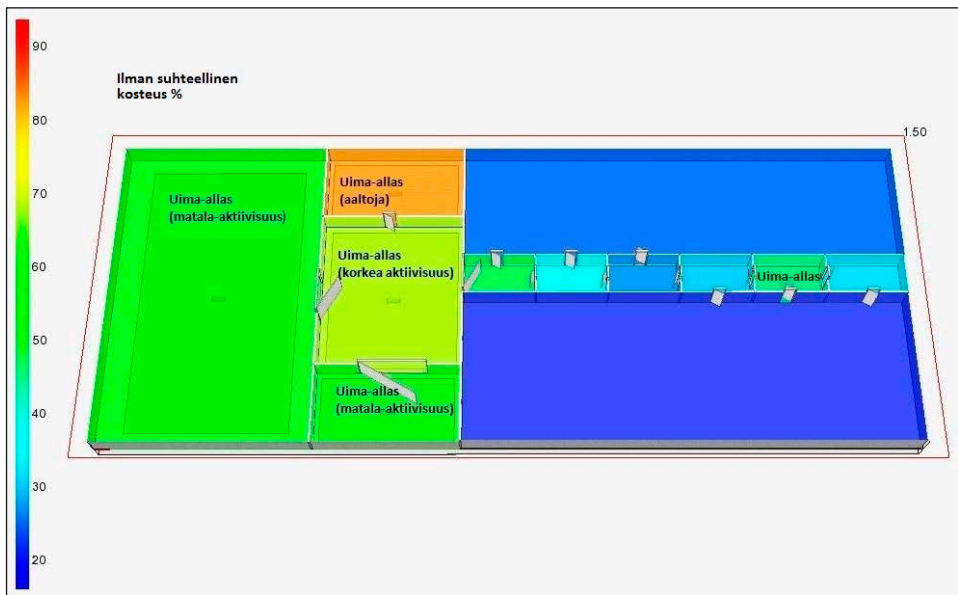 90
80
70
60
50
40
30
20
Ilman suhteellinen
kosteus %
1.50
Uima-allas
(aaltoja)
Uima-allas
(matala-aktiivisuus)
Uima-allas
(korkea aktiivisuus)
Uima-allas
Uima-allas
(matala-aktiivisuus)